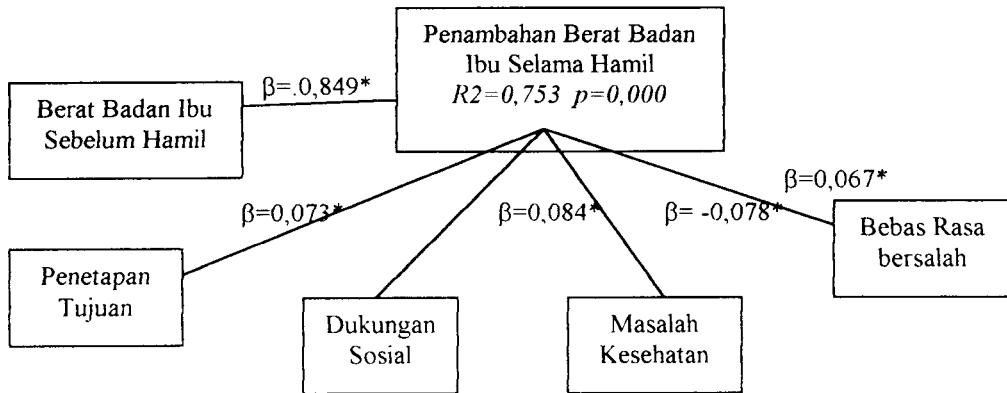 Penambahan Berat Badan
Ibu Selama Hamil
R2=0,753 p=0,000
β=.0,849*
Berat Badan Ibu
Sebelum Hamil
β=0,073*
β=0,084*
β= -0,078*
β=0,067*
Bebas Rasa
bersalah
Penetapan
Tujuan
Dukungan
Sosial
Masalah
Kesehatan